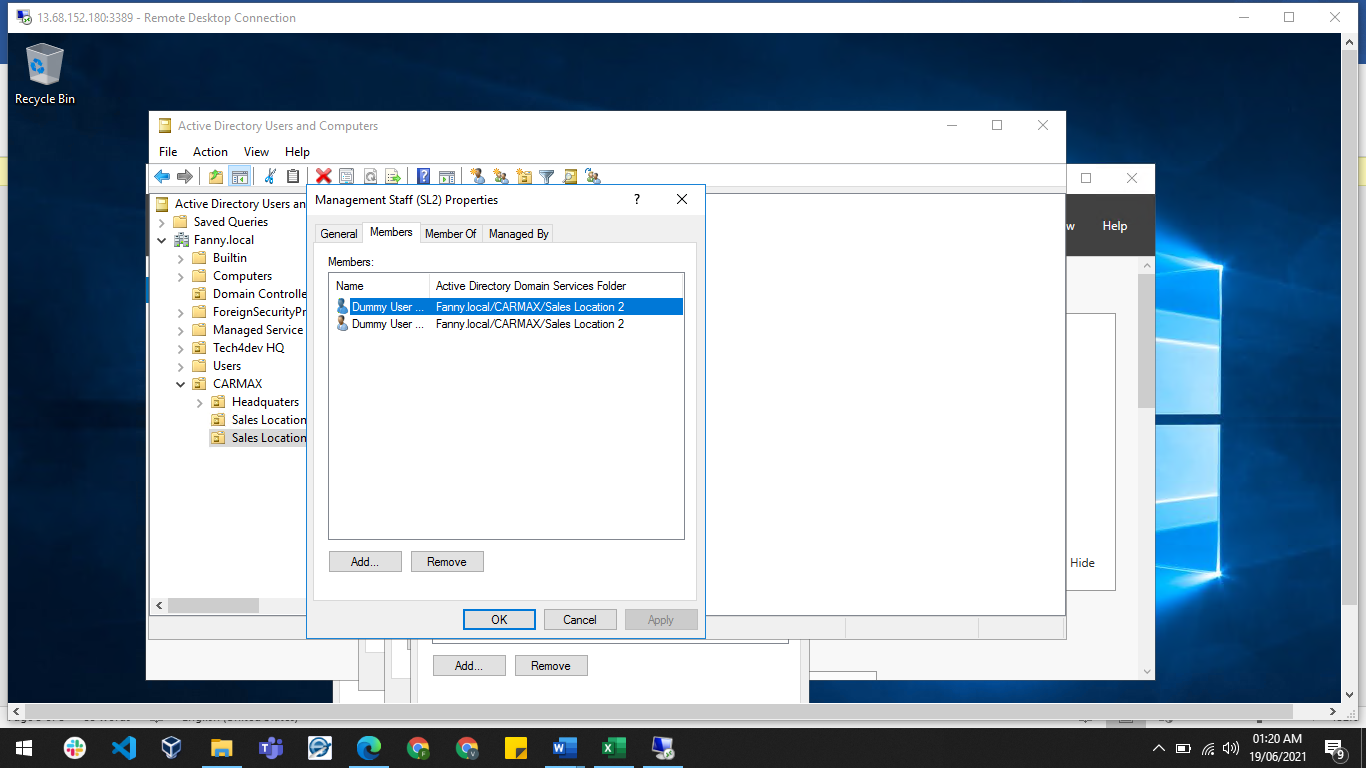 13.68.152.180:3389 - Remote Desktop Connection
Recycle Bin
Active Directory Users and Computers
File Action View Help
Management Staff (SL2) Properties
?
General Members Member Of Managed By
Members:
Name Active Directory Domain Services Folder
Dummy User ... Fanny.local/CARMAX/Sales Location 2
Dummy User ... Fanny.local/CARMAX/Sales Location 2
Add... Remove
OK Cancel Apply
Active Directory Users an
Saved Queries
Fanny.local
Builtin
Computers
Domain Controlle
ForeignSecurityPr
Managed Service
Tech4dev HQ
Users
CARMAX
Headquaters
Sales Location
Sales Location
w Help
Hide
Add... Remove
01:20 AM
19/06/2021
9